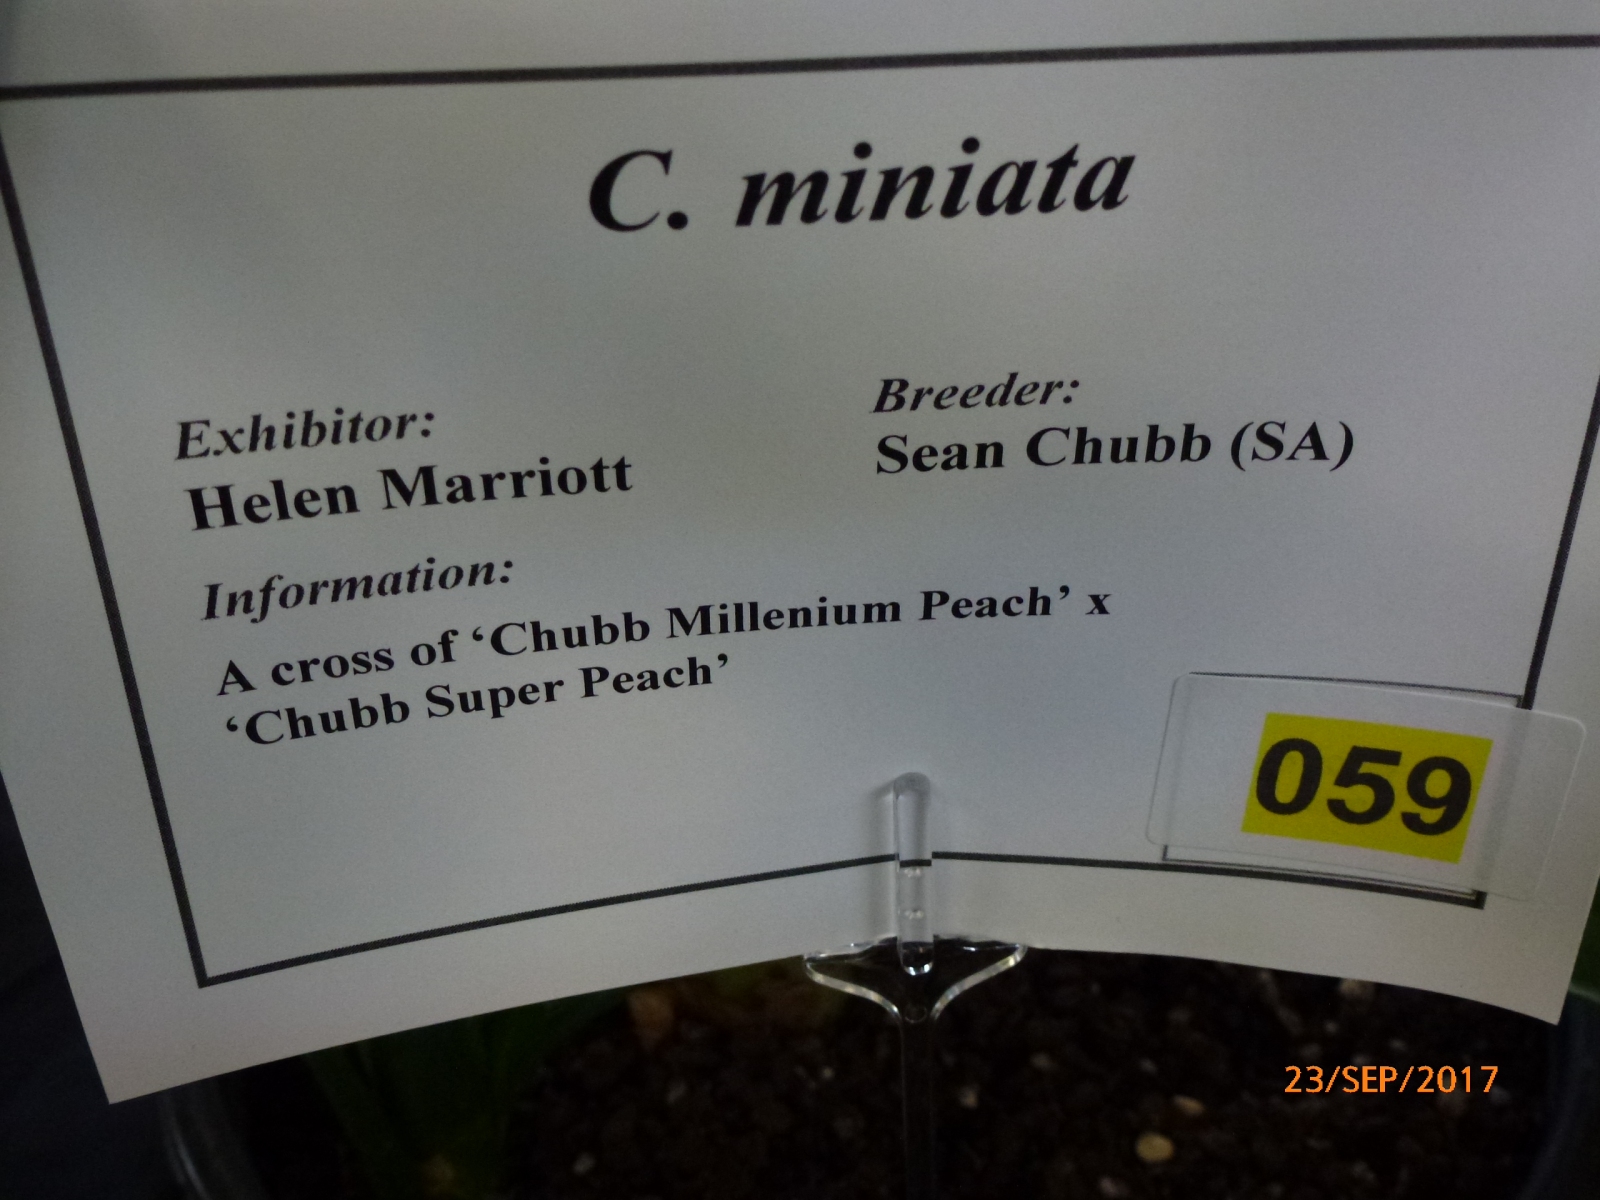 C. miniata
Exhibitor:
Helen Marriott
Breeder:
Sean Chubb (SA)
Information:
A cross of ‘Chubb Millenium Peach’ x
‘Chubb Super Peach’
059
23/SEP/2017